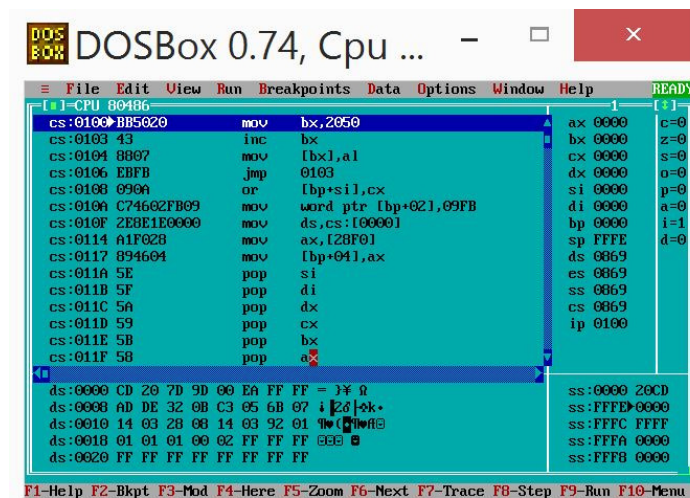 DOS BOX DOSBox 0.74, Cpu ...
≡ File Edit View Run Breakpoints Data Options Window Help READY
[■]=CPU 80486 1 [↕]
cs:0100►BB5020 mov bx,2050 ax 0000 c=0
cs:0103 43 inc bx bx 0000 z=0
cs:0104 8807 mov [bx],al cx 0000 s=0
cs:0106 EBFB jmp 0103 dx 0000 o=0
cs:0108 090A or [bp+si],cx si 0000 p=0
cs:010A C74602FB09 mov word ptr [bp+02],09FB di 0000 a=0
cs:010F 2E8E1E0000 mov ds,cs:[0000] bp 0000 i=1
cs:0114 A1F028 mov ax,[28F0] sp FFFE d=0
cs:0117 894604 mov [bp+04],ax ds 0869
cs:011A 5E pop si es 0869
cs:011B 5F pop di ss 0869
cs:011C 5A pop dx cs 0869
cs:011D 59 pop cx ip 0100
cs:011E 5B pop bx
cs:011F 58 pop ax
ds:0000 CD 20 7D 9D 00 EA FF FF = }¥ Ω ss:0000 20CD
ds:0008 AD DE 32 0B C3 05 6B 07 ss:FFFE►0000
ds:0010 14 03 28 08 14 03 92 01 ss:FFFC FFFF
ds:0018 01 01 01 00 02 FF FF FF ss:FFFA 0000
ds:0020 FF FF FF FF FF FF FF FF ss:FFF8 0000
F1-Help F2-Bkpt F3-Mod F4-Here F5-Zoom F6-Next F7-Trace F8-Step F9-Run F10-Menu